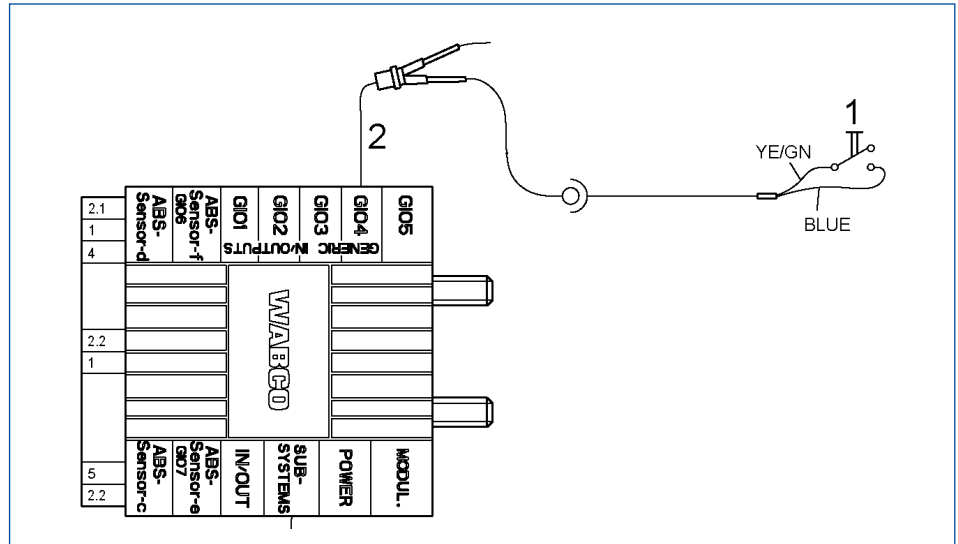 1
YE/GN
BLUE
2
2.1
1
4
2.2
1
5
2.2
ABS-
Sensor-d
ABS-
Sensor-f
GIO6
GIO1
GIO2
GIO3
GIO4
GIO5
GENERIC IN/OUTPUTS
WABCO
ABS-
Sensor-c
ABS-
Sensor-e
GIO7
IN/OUT
SUB-
SYSTEMS
POWER
MODUL.